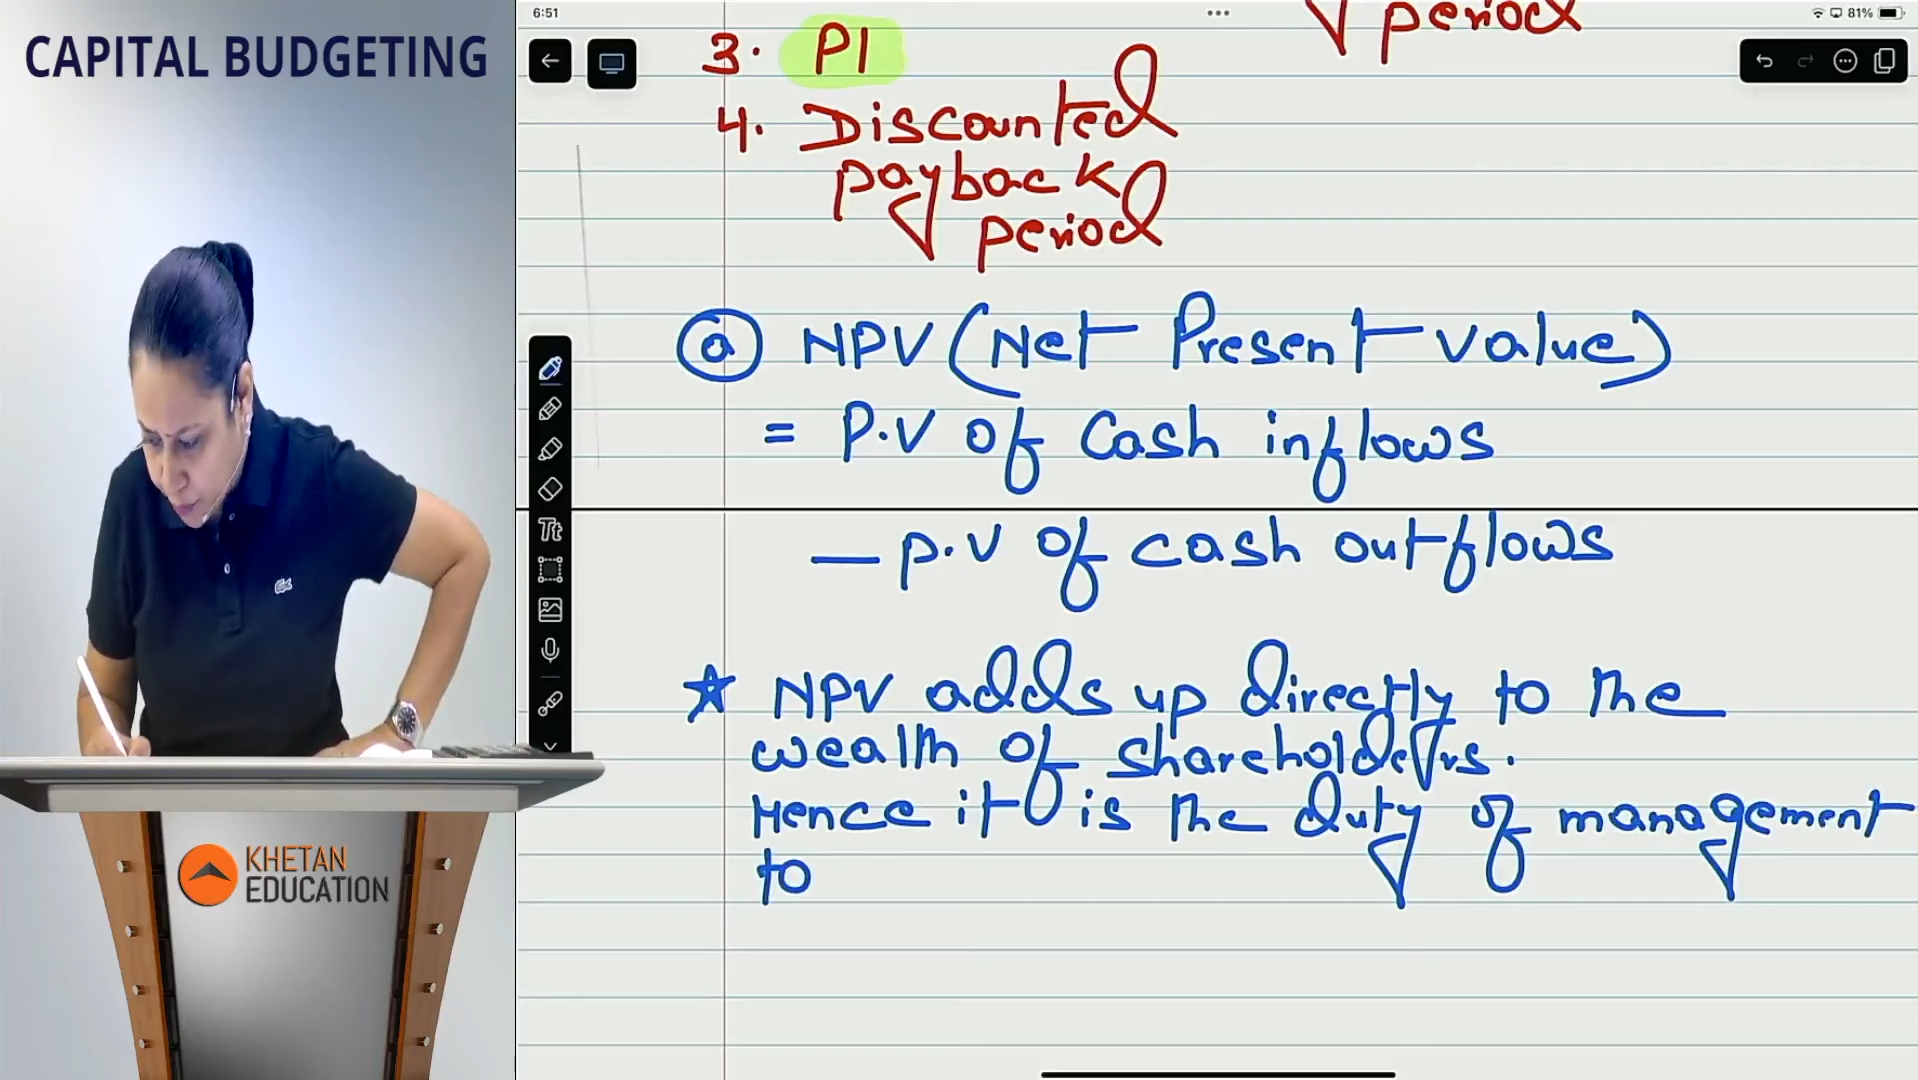 6:51
81%
CAPITAL BUDGETING
period
3. PI
4. Discounted
payback
period
a NPV (Net Present Value)
= P.V of Cash inflows
— P.V of cash outflows
☆ NPV adds up directly to the
wealth of shareholders.
Hence it is the duty of management
to
Tt
KHETAN
EDUCATION